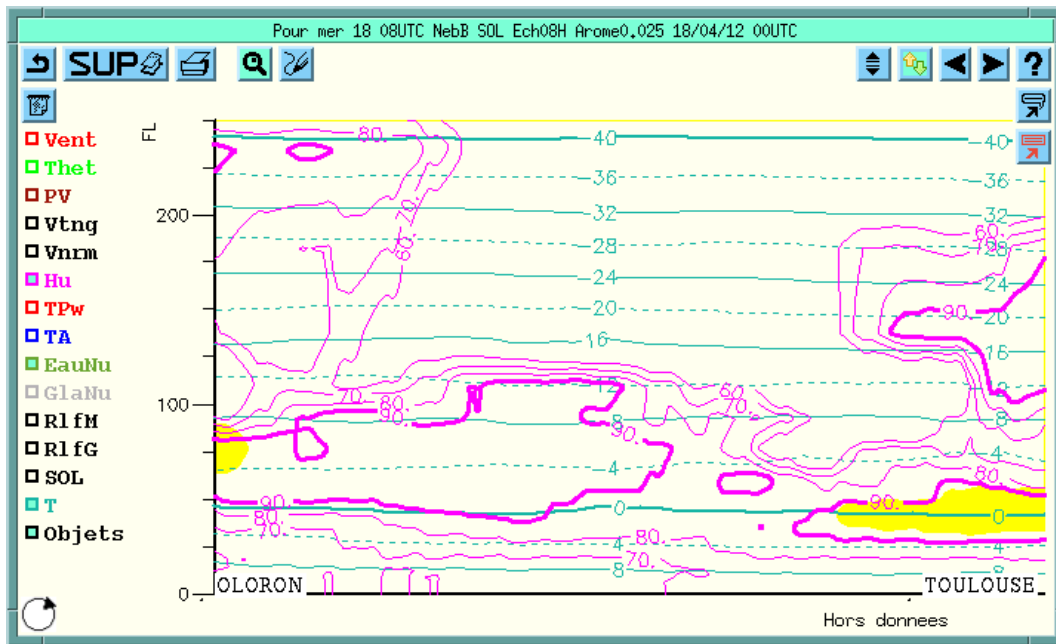 Pour mer 18 08UTC NebB SOL Ech08H Arome0.025 18/04/12 00UTC
SUP
?
FL
Vent
Thet
PV
Vtng
Vnrm
Hu
TPw
TA
EauNu
GlaNu
RlfM
RlfG
SOL
T
Objets
80. -40 -40
-36 -36
70.
200 -32 -32
60.
60. -28 70. -28
-24 -24
-20 90. -20
-16 -16
-12 -12
70. 80. 60.
100 90. 70. -8 -8
90. 80.
-4 -4
80.
90. 90.
80. 0 0
70. 80.
4 4
70.
8 8
0 OLORON TOULOUSE
Hors donnees